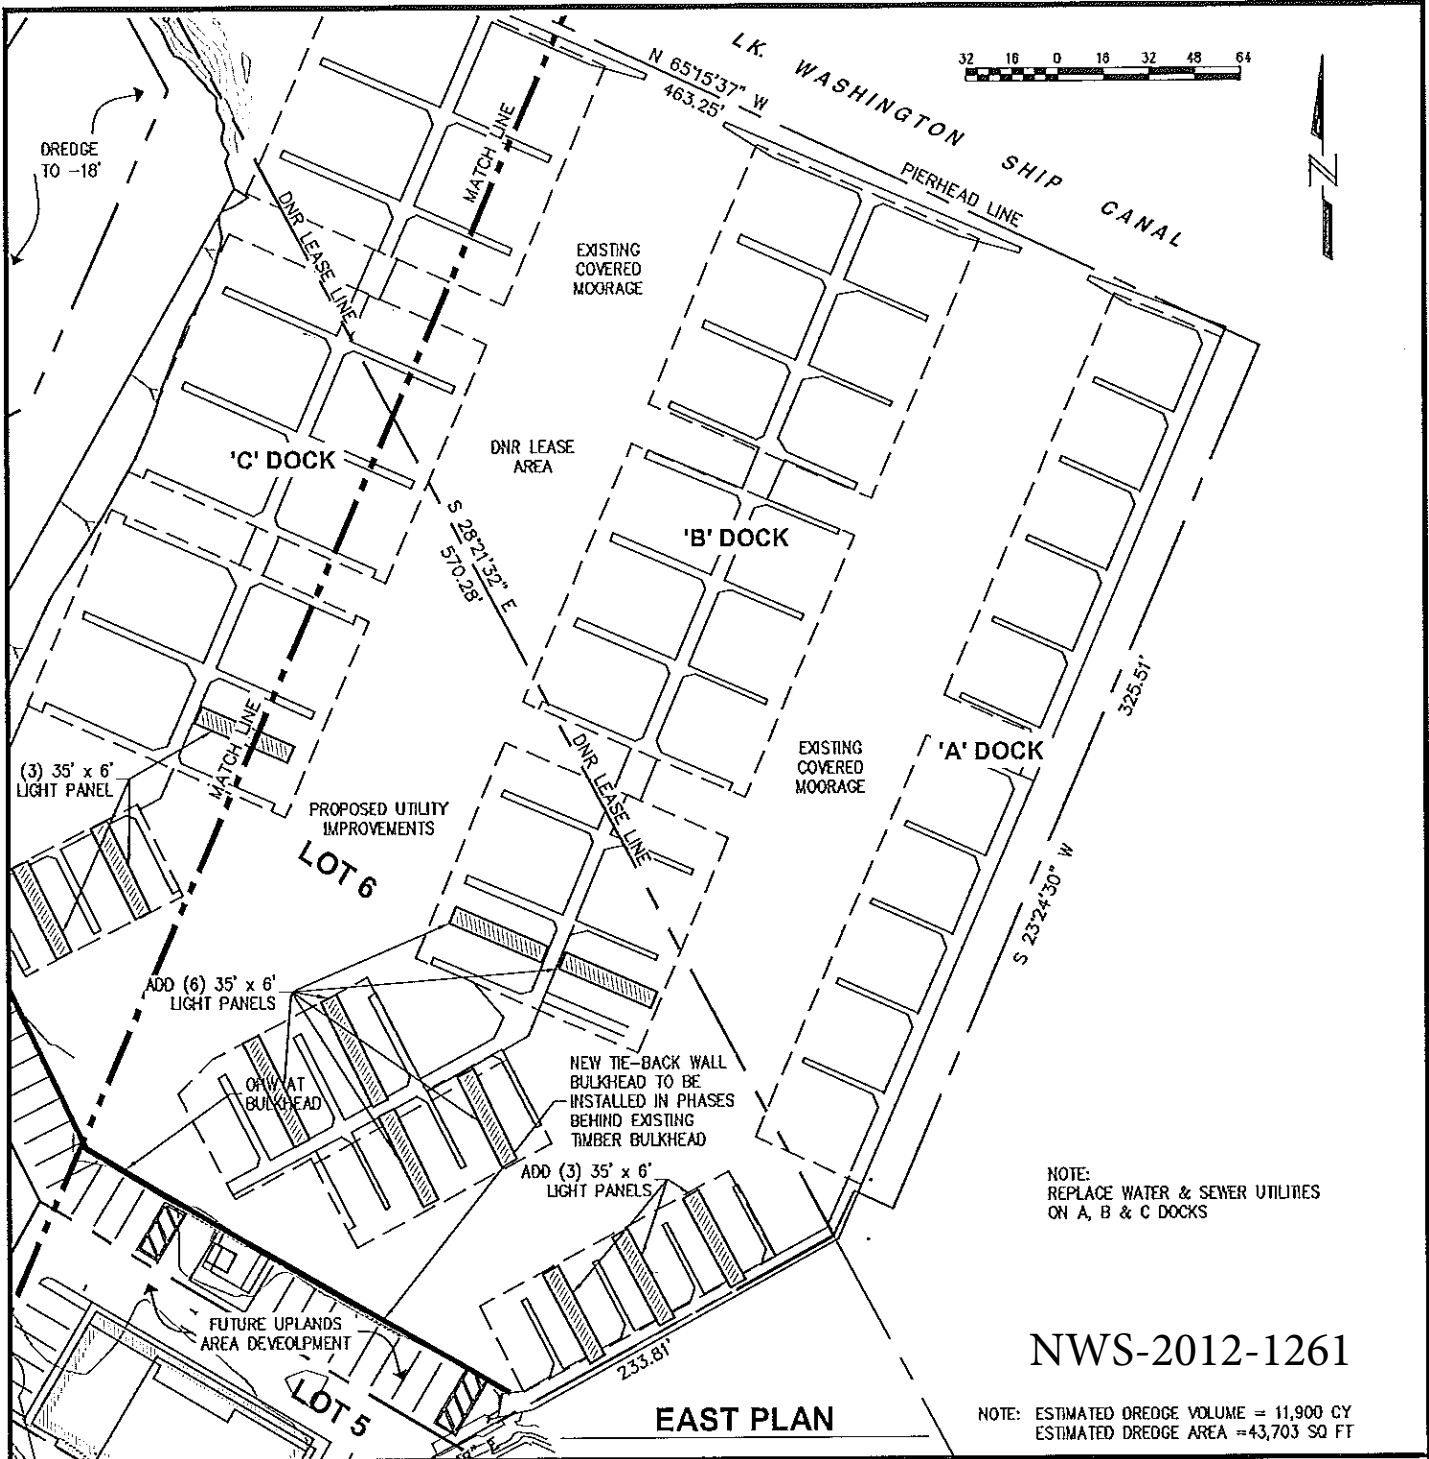 LK. WASHINGTON SHIP CANAL
32 16 0 16 32 48 64
N 65°15'37" W
463.25'
PIERHEAD LINE
N
DREDGE
TO -18'
MATCH LINE
DNR LEASE LINE
EXISTING
COVERED
MOORAGE
'C' DOCK
DNR LEASE
AREA
S 28°21'32" E
570.28'
'B' DOCK
325.51'
S 23°24'30" W
'A' DOCK
EXISTING
COVERED
MOORAGE
DNR LEASE LINE
MATCH LINE
(3) 35' x 6'
LIGHT PANEL
PROPOSED UTILITY
IMPROVEMENTS
LOT 6
ADD (6) 35' x 6'
LIGHT PANELS
OHW AT
BULKHEAD
NEW TIE-BACK WALL
BULKHEAD TO BE
INSTALLED IN PHASES
BEHIND EXISTING
TIMBER BULKHEAD
ADD (3) 35' x 6'
LIGHT PANELS
NOTE:
REPLACE WATER & SEWER UTILITIES
ON A, B & C DOCKS
FUTURE UPLANDS
AREA DEVEOLPMENT
233.81'
LOT 5
NWS-2012-1261
EAST PLAN
NOTE: ESTIMATED DREDGE VOLUME = 11,900 CY
ESTIMATED DREDGE AREA =43,703 SQ FT